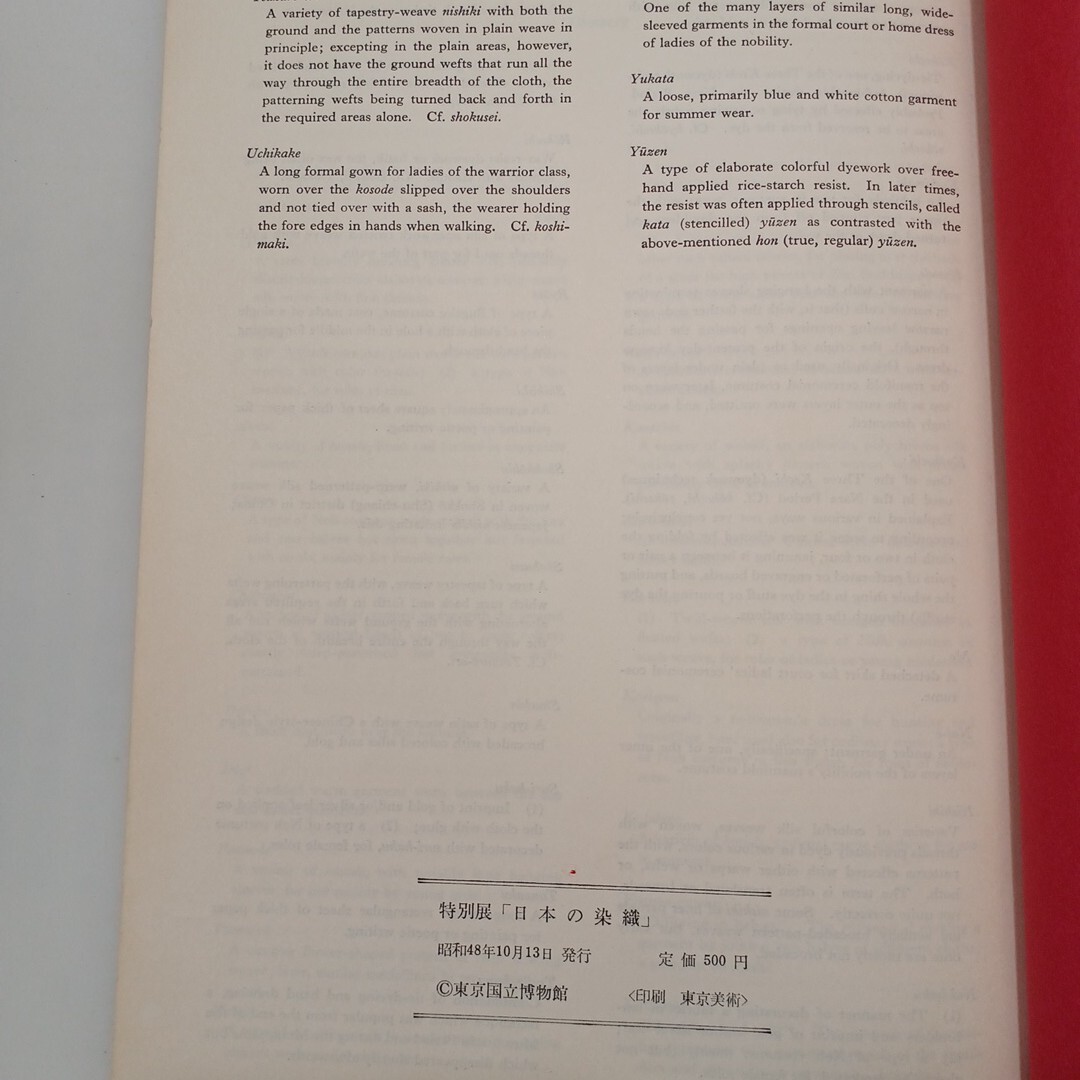 A variety of tapestry-weave nishiki with both the
ground and the patterns woven in plain weave in
principle; excepting in the plain areas, however,
it does not have the ground wefts that run all the
way through the entire breadth of the cloth, the
patterning wefts being turned back and forth in
the required areas alone. Cf. shokusei.
Uchikake
A long formal gown for ladies of the warrior class,
worn over the kosode slipped over the shoulders
and not tied over with a sash, the wearer holding
the fore edges in hands when walking. Cf. koshi-
maki.
One of the many layers of similar long, wide-
sleeved garments in the formal court or home dress
of ladies of the nobility.
Yukata
A loose, primarily blue and white cotton garment
for summer wear.
Yūzen
A type of elaborate colorful dyework over free-
hand applied rice-starch resist. In later times,
the resist was often applied through stencils, called
kata (stencilled) yūzen as contrasted with the
above-mentioned hon (true, regular) yūzen.
特別展「日本の染織」
昭和48年10月13日 発行 定価 500 円
©東京国立博物館 〈印刷 東京美術〉